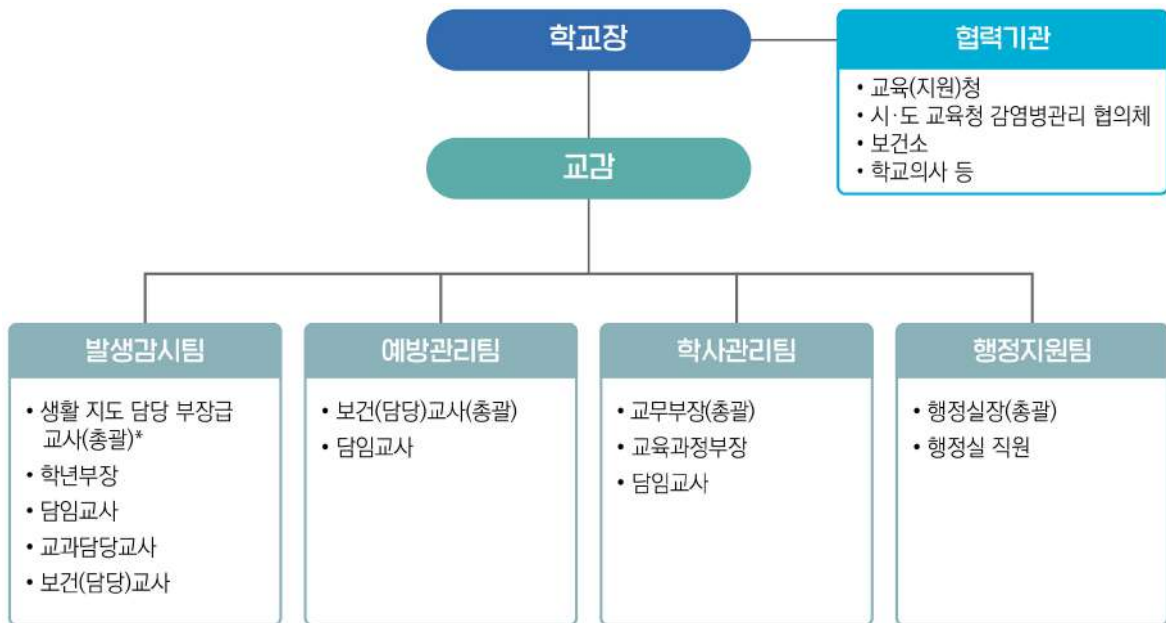 학교장
협력기관
• 교육(지원)청
• 시·도 교육청 감염병관리 협의체
• 보건소
• 학교의사 등
교감
발생감시팀
• 생활 지도 담당 부장급
교사(총괄)*
• 학년부장
• 담임교사
• 교과담당교사
• 보건(담당)교사
예방관리팀
• 보건(담당)교사(총괄)
• 담임교사
학사관리팀
• 교무부장(총괄)
• 교육과정부장
• 담임교사
행정지원팀
• 행정실장(총괄)
• 행정실 직원